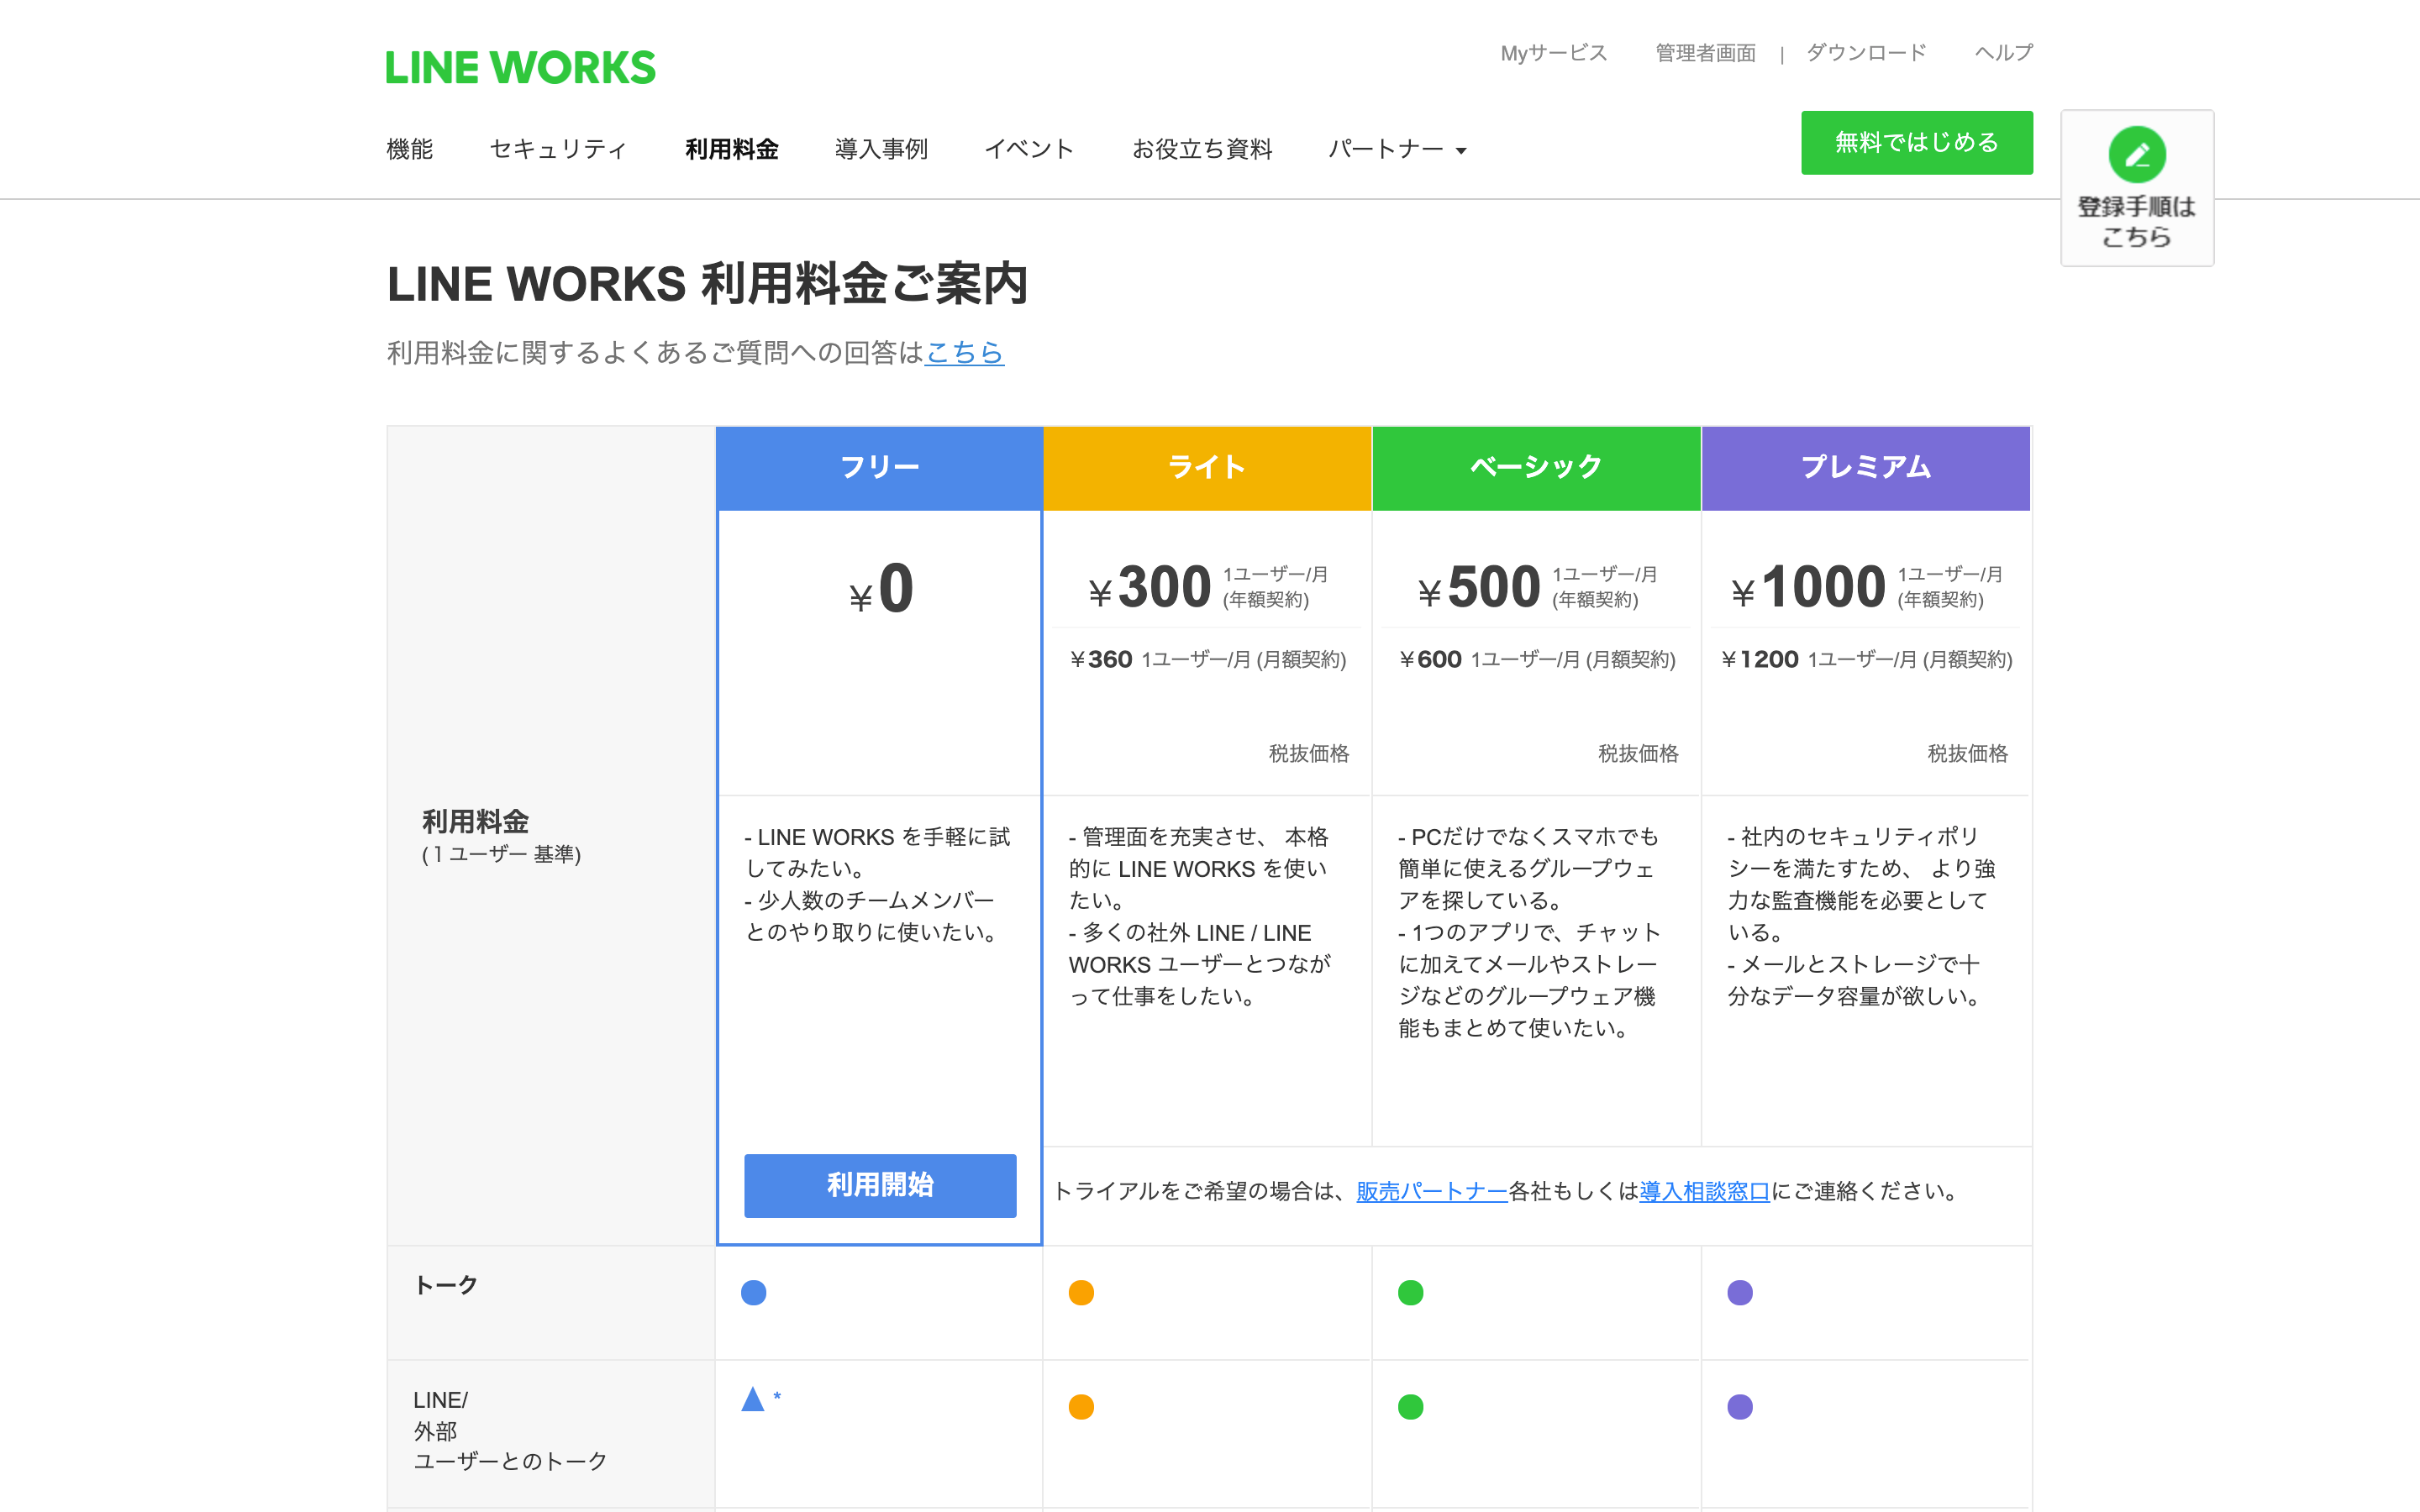 LINE WORKS
Myサービス
管理者画面
|
ダウンロード
ヘルプ
機能
セキュリティ
利用料金
導入事例
イベント
お役立ち資料
パートナー
無料ではじめる
登録手順は
こちら
LINE WORKS 利用料金ご案内
利用料金に関するよくあるご質問への回答はこちら
フリー
ライト
ベーシック
プレミアム
利用料金
(1 ユーザー 基準)
¥0
¥300 1ユーザー/月
(年額契約)
¥360 1ユーザー/月 (月額契約)
税抜価格
¥500 1ユーザー/月
(年額契約)
¥600 1ユーザー/月 (月額契約)
税抜価格
¥1000 1ユーザー/月
(年額契約)
¥1200 1ユーザー/月 (月額契約)
税抜価格
- LINE WORKS を手軽に試
してみたい。
- 少人数のチームメンバー
とのやり取りに使いたい。
- 管理面を充実させ、 本格
的に LINE WORKS を使い
たい。
- 多くの社外 LINE / LINE
WORKS ユーザーとつなが
って仕事をしたい。
- PCだけでなくスマホでも
簡単に使えるグループウェ
アを探している。
- 1つのアプリで、チャット
に加えてメールやストレー
ジなどのグループウェア機
能もまとめて使いたい。
- 社内のセキュリティポリ
シーを満たすため、 より強
力な監査機能を必要として
いる。
- メールとストレージで十
分なデータ容量が欲しい。
利用開始
トライアルをご希望の場合は、販売パートナー各社もしくは導入相談窓口にご連絡ください。
トーク
LINE/
外部
ユーザーとのトーク
*